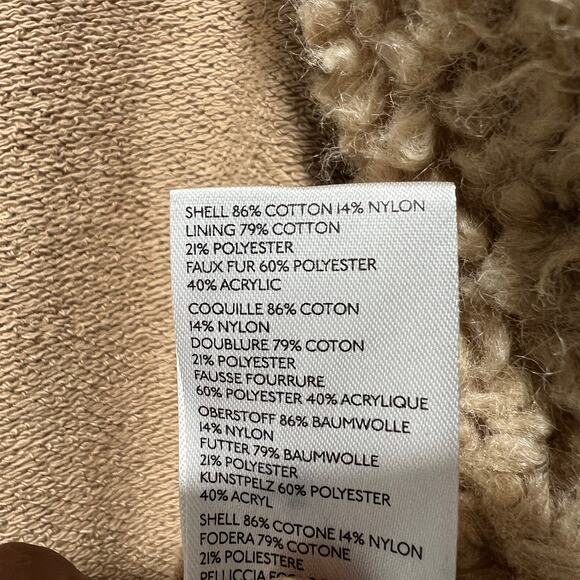 SHELL 86% COTTON 14% NYLON
LINING 79% COTTON
21% POLYESTER
FAUX FUR 60% POLYESTER
40% ACRYLIC
COQUILLE 86% COTON
14% NYLON
DOUBLURE 79% COTON
21% POLYESTER
FAUSSE FOURRURE
60% POLYESTER 40% ACRYLIQUE
OBERSTOFF 86% BAUMWOLLE
14% NYLON
FUTTER 79% BAUMWOLLE
21% POLYESTER
KUNSTPELZ 60% POLYESTER
40% ACRYL
SHELL 86% COTONE 14% NYLON
FODERA 79% COTONE
21% POLIESTERE
PELLICCIA